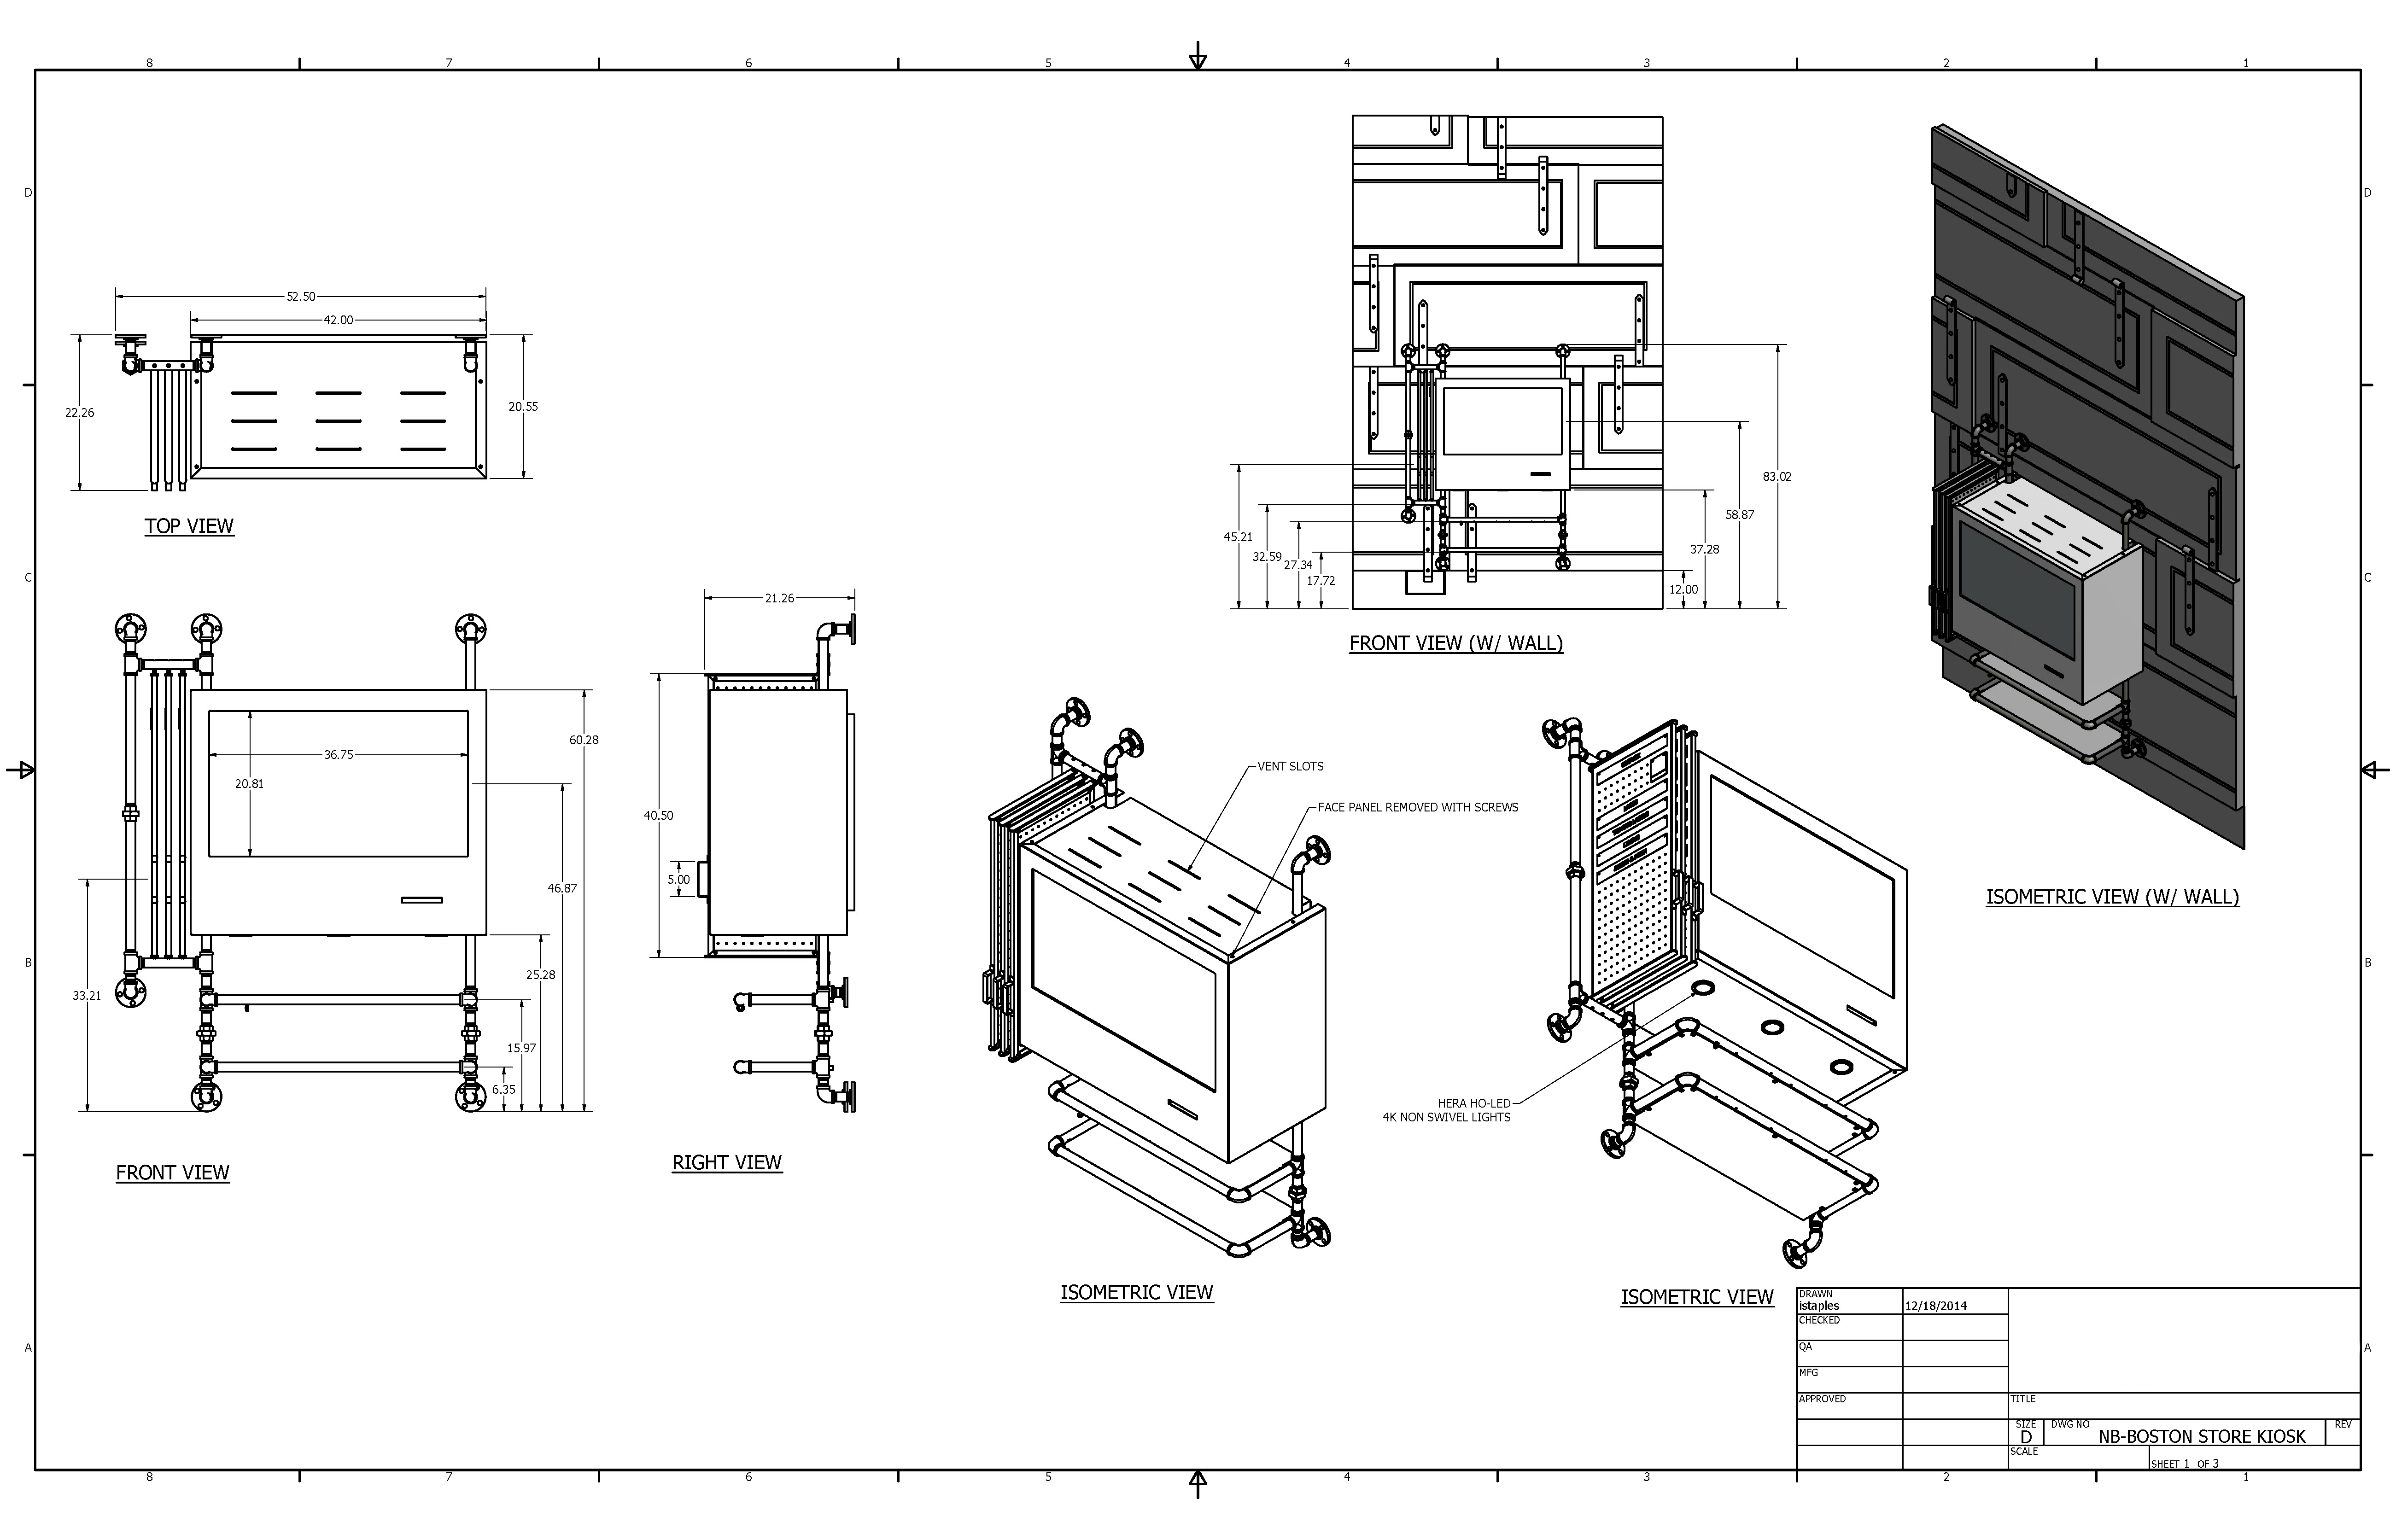 8 7 6 5 4 3 2 1
D D
52.50
42.00
22.26
20.55
TOP VIEW
83.02
58.87
45.21
37.28
32.59
27.34
17.72
12.00
FRONT VIEW (W/ WALL)
C C
21.26
60.28
36.75
20.81
46.87
40.50
5.00
25.28
33.21
15.97
6.35
FRONT VIEW
RIGHT VIEW
VENT SLOTS
FACE PANEL REMOVED WITH SCREWS
HERA HO-LED
4K NON SWIVEL LIGHTS
ISOMETRIC VIEW (W/ WALL)
B B
ISOMETRIC VIEW
ISOMETRIC VIEW
A A
DRAWN
istaples 12/18/2014
CHECKED
QA
MFG
APPROVED
TITLE
SIZE
D
DWG NO
NB-BOSTON STORE KIOSK
REV
SCALE
SHEET 1 OF 3
8 7 6 5 4 3 2 1